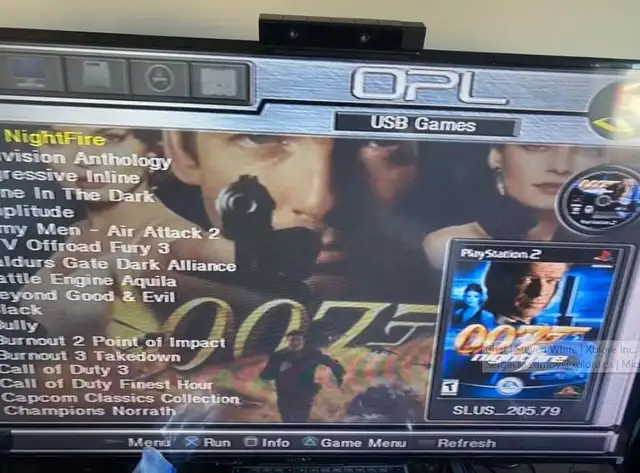 OPL
USB Games
NightFire
vision Anthology
gressive Inline
ne In The Dark
plitude
my Men - Air Attack 2
V Offroad Fury 3
aldurs Gate Dark Alliance
attle Engine Aquila
eyond Good & Evil
lack
ully
Burnout 2 Point of Impact
Burnout 3 Takedown
Call of Duty 3
Call of Duty Finest Hour
Capcom Classics Collection
Champions Norrath
007
PlayStation 2
007
T
EA
SLUS_205.79
Menu Run Info Game Menu Refresh